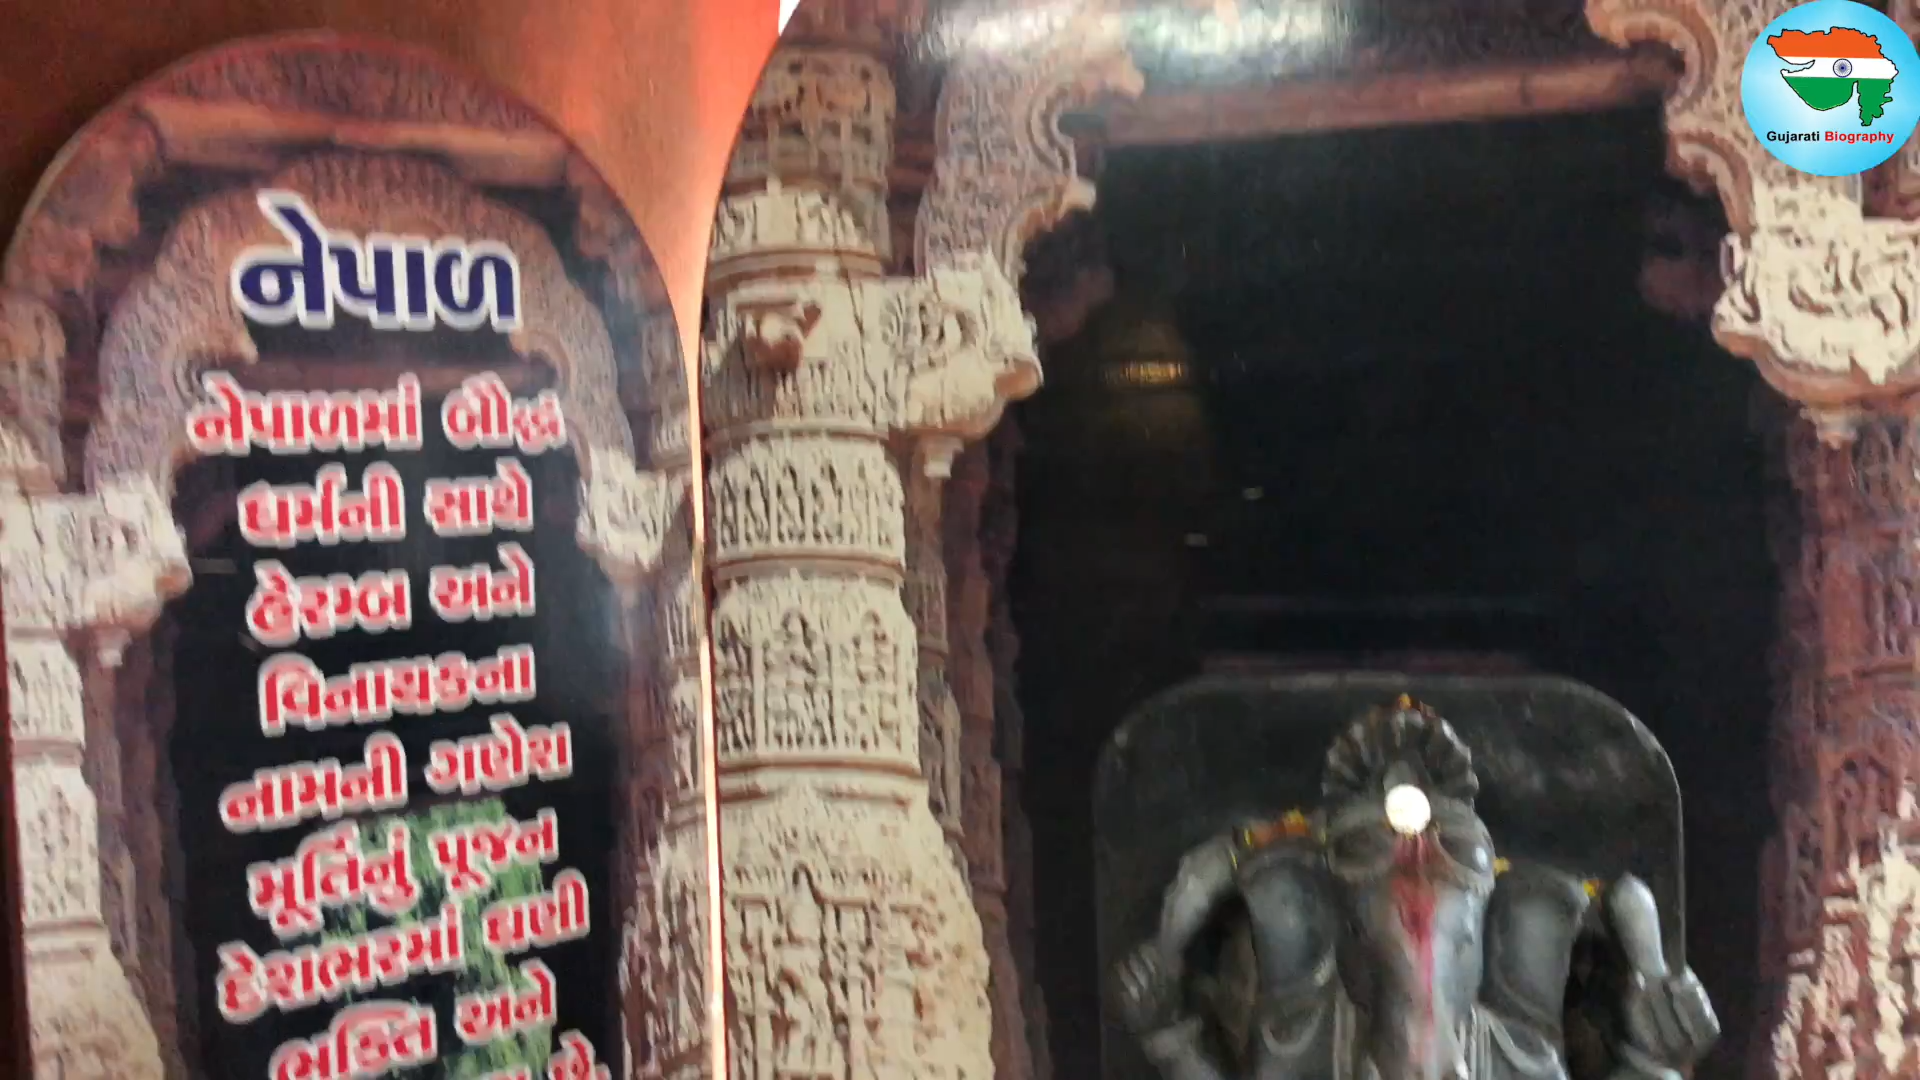 નેપાળ
નેપાળમાં બૌદ્ધ
ધર્મની સાથે
હેરમ્બ અને
વિનાયકના
નામની ગણેશ
મૂર્તિનું પૂજન
દેશભરમાં ઘણી
ભક્તિ અને
છે.
Gujarati Biography